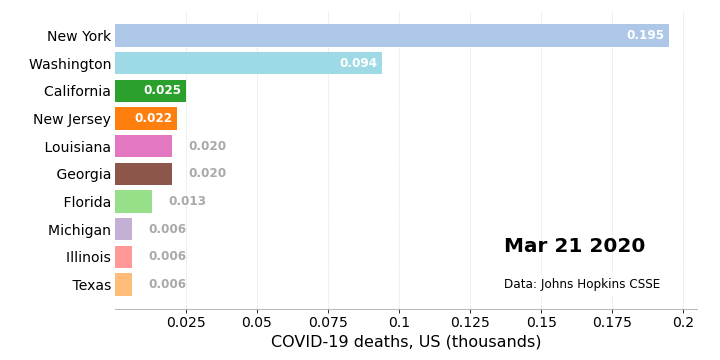 New York 0.195
Washington 0.094
California 0.025
New Jersey 0.022
Louisiana 0.020
Georgia 0.020
Florida 0.013
Michigan 0.006
Illinois 0.006
Texas 0.006
Mar 21 2020
Data: Johns Hopkins CSSE
0.025 0.05 0.075 0.1 0.125 0.15 0.175 0.2
COVID-19 deaths, US (thousands)